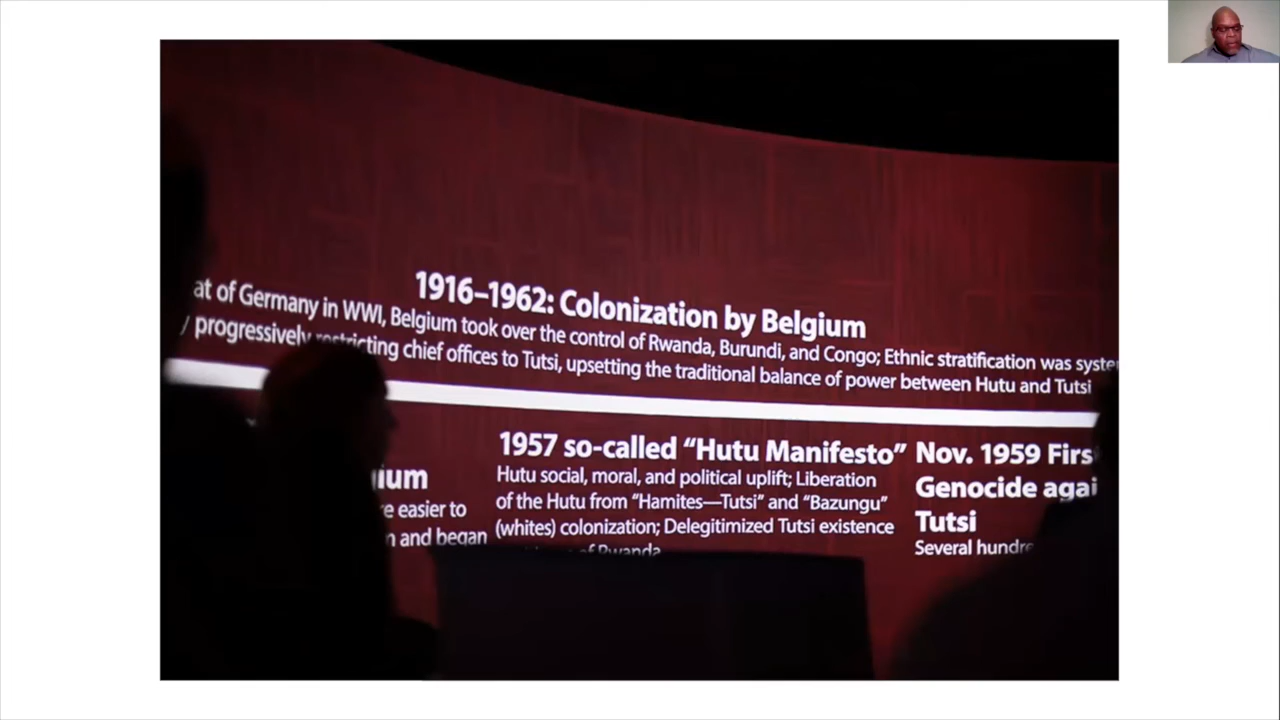 1916–1962: Colonization by Belgium
at of Germany in WWI, Belgium took over the control of Rwanda, Burundi, and Congo; Ethnic stratification was syste
progressively restricting chief offices to Tutsi, upsetting the traditional balance of power between Hutu and Tutsi
ium
e easier to
n and began
1957 so-called “Hutu Manifesto”
Hutu social, moral, and political uplift; Liberation
of the Hutu from “Hamites—Tutsi” and “Bazungu”
(whites) colonization; Delegitimized Tutsi existence
of Rwanda
Nov. 1959 Firs
Genocide agai
Tutsi
Several hundre